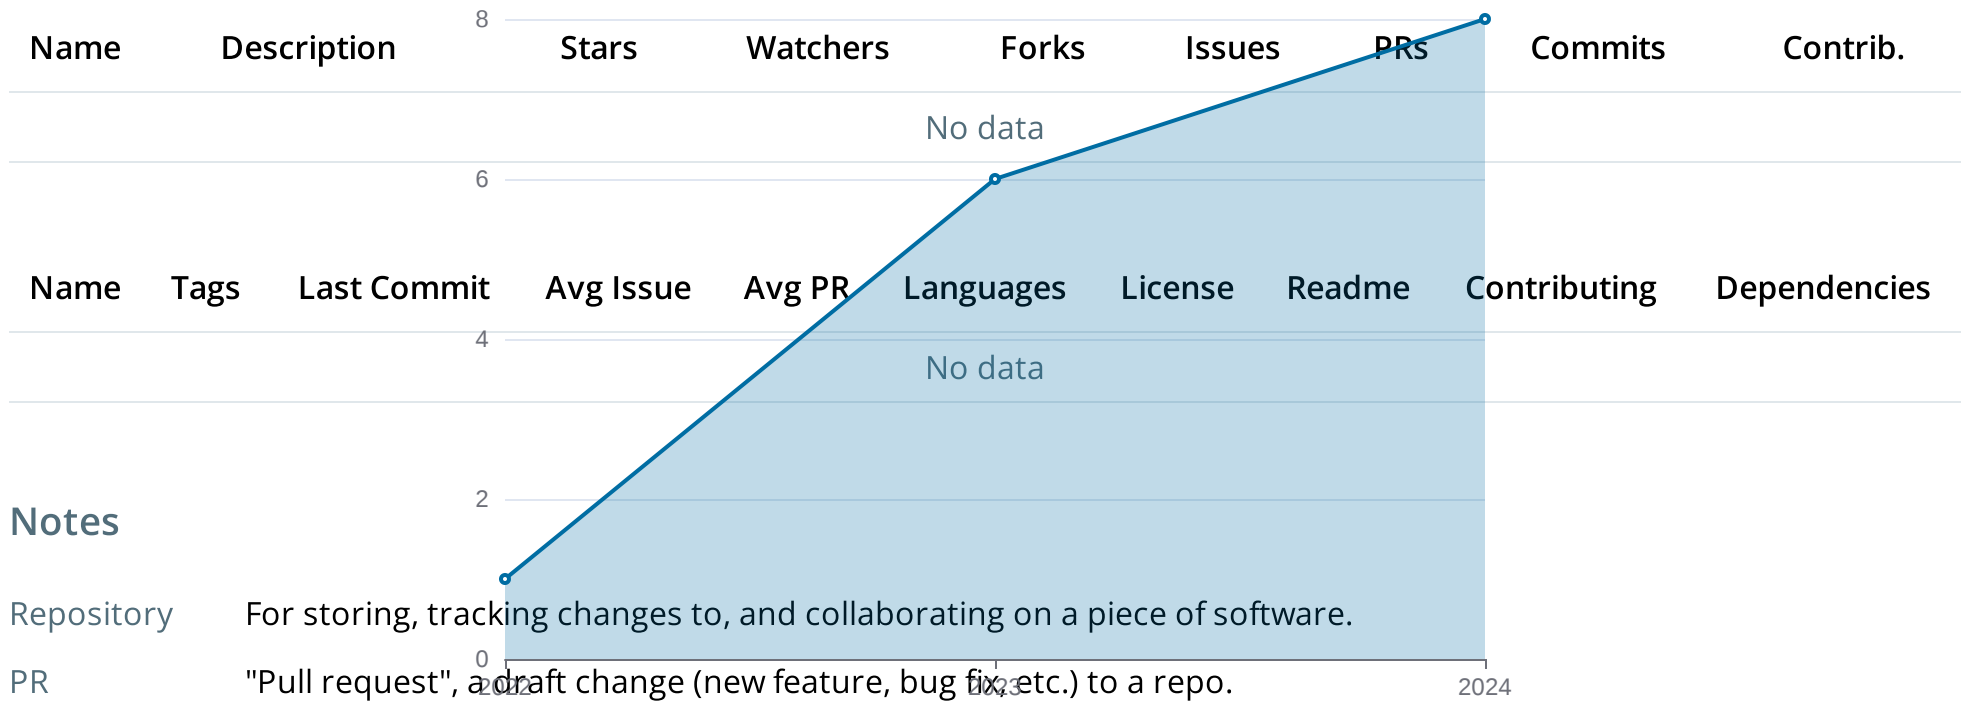 8
Name Description Stars Watchers Forks Issues PRs Commits Contrib.
No data
6
Name Tags Last Commit Avg Issue Avg PR Languages License Readme Contributing Dependencies
4
No data
2
Notes
Repository For storing, tracking changes to, and collaborating on a piece of software.
0
PR "Pull request", a draft change (new feature, bug fix, etc.) to a repo.
2022 2023 2024